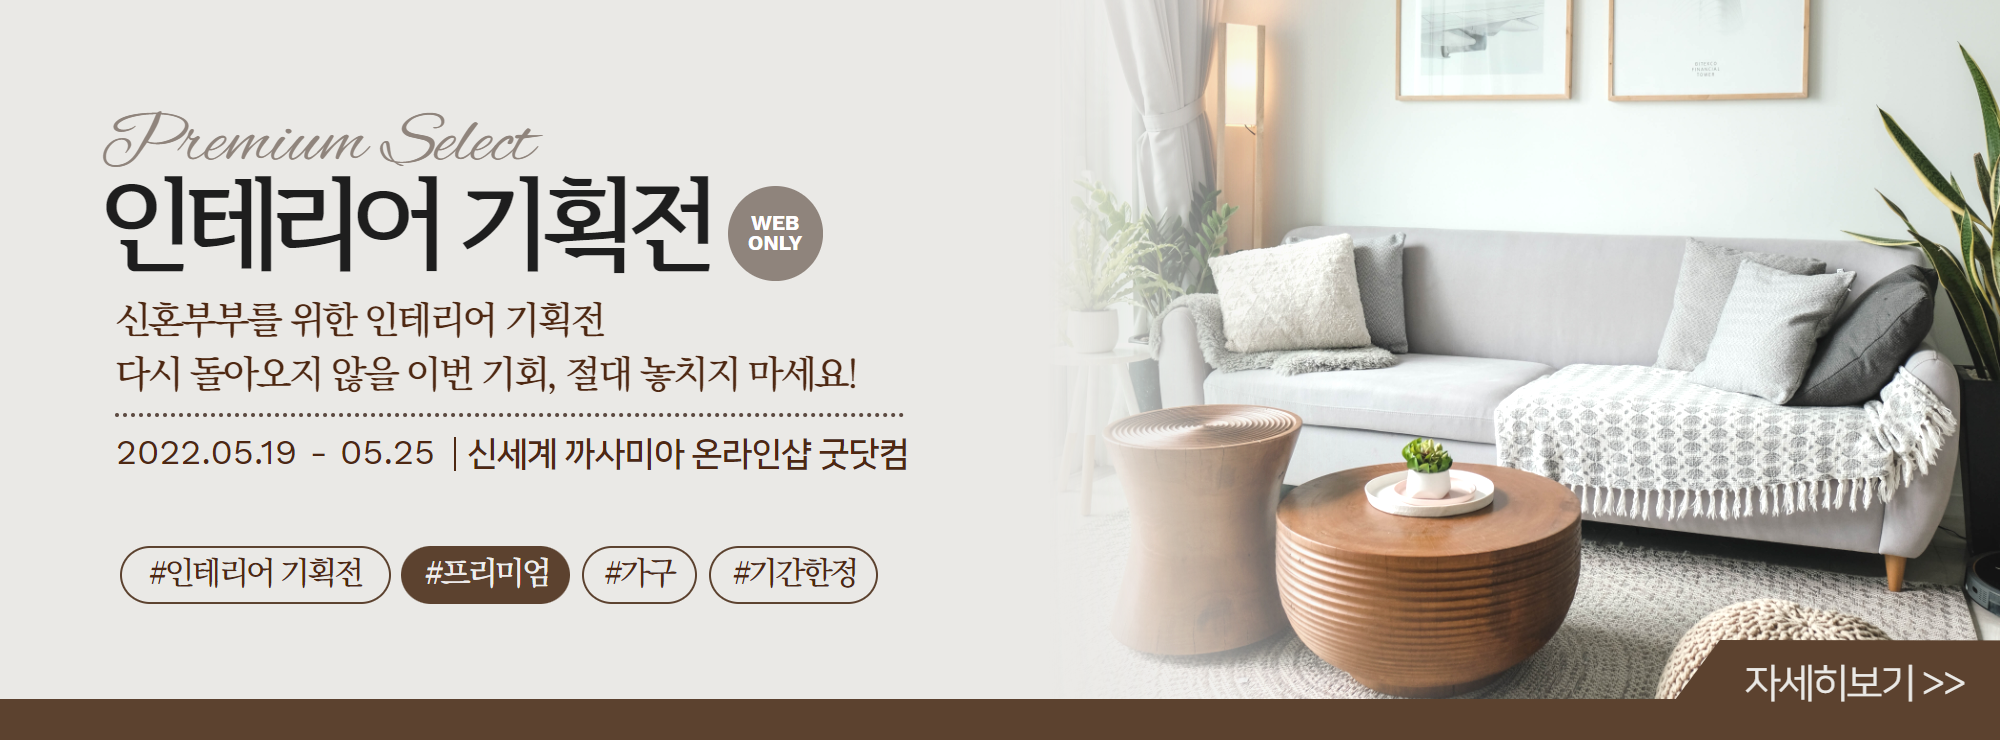 Premium Select
인테리어 기획전
WEB
ONLY
신혼부부를 위한 인테리어 기획전
다시 돌아오지 않을 이번 기회, 절대 놓치지 마세요!
2022.05.19 - 05.25 | 신세계 까사미아 온라인샵 굿닷컴
#인테리어 기획전 #프리미엄 #가구 #기간한정
자세히보기 >>